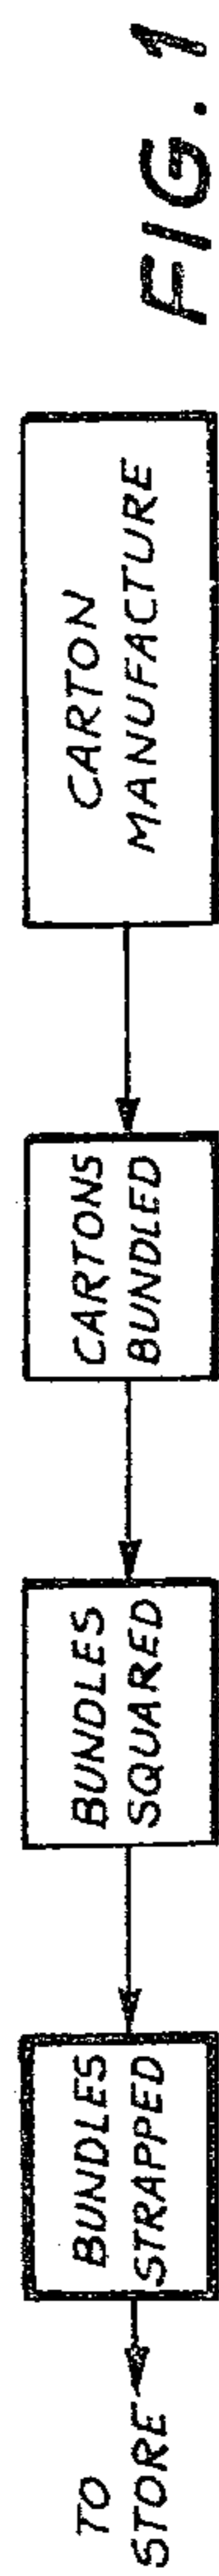 FIG. 1
CARTON
MANUFACTURE
CARTONS
BUNDLED
BUNDLES
SQUARED
BUNDLES
STRAPPED
TO
STORE